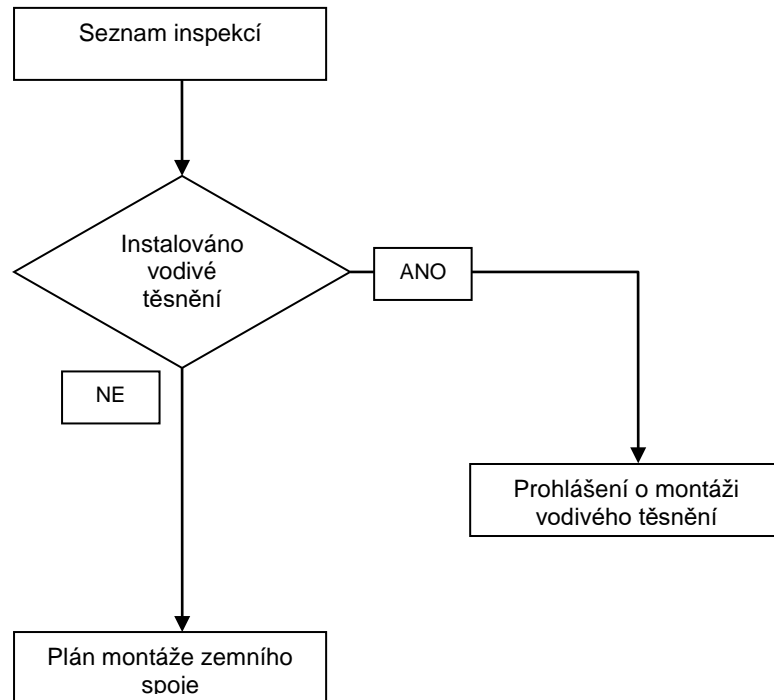 Seznam inspekcí
Instalováno
vodivé
těsnění
ANO
NE
Prohlášení o montáži
vodivého těsnění
Plán montáže zemního
spoje